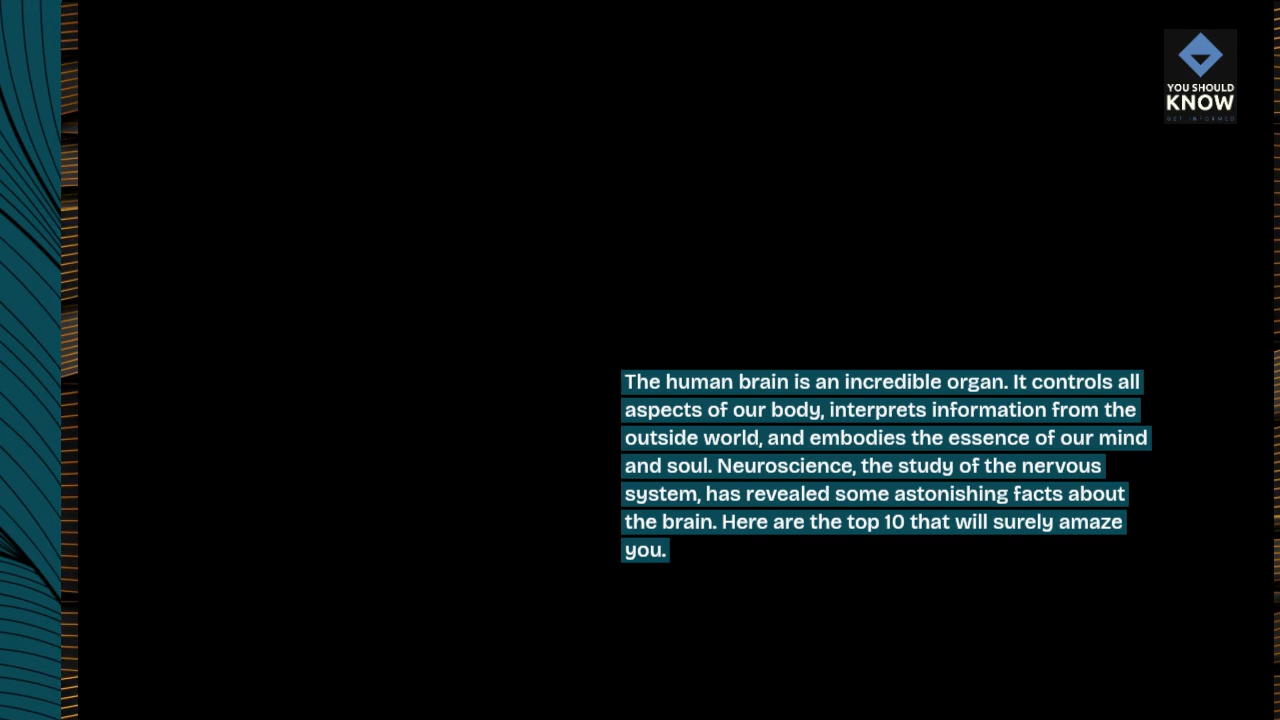 YOU SHOULD
KNOW
GET INFORMED
The human brain is an incredible organ. It controls all
aspects of our body, interprets information from the
outside world, and embodies the essence of our mind
and soul. Neuroscience, the study of the nervous
system, has revealed some astonishing facts about
the brain. Here are the top 10 that will surely amaze
you.